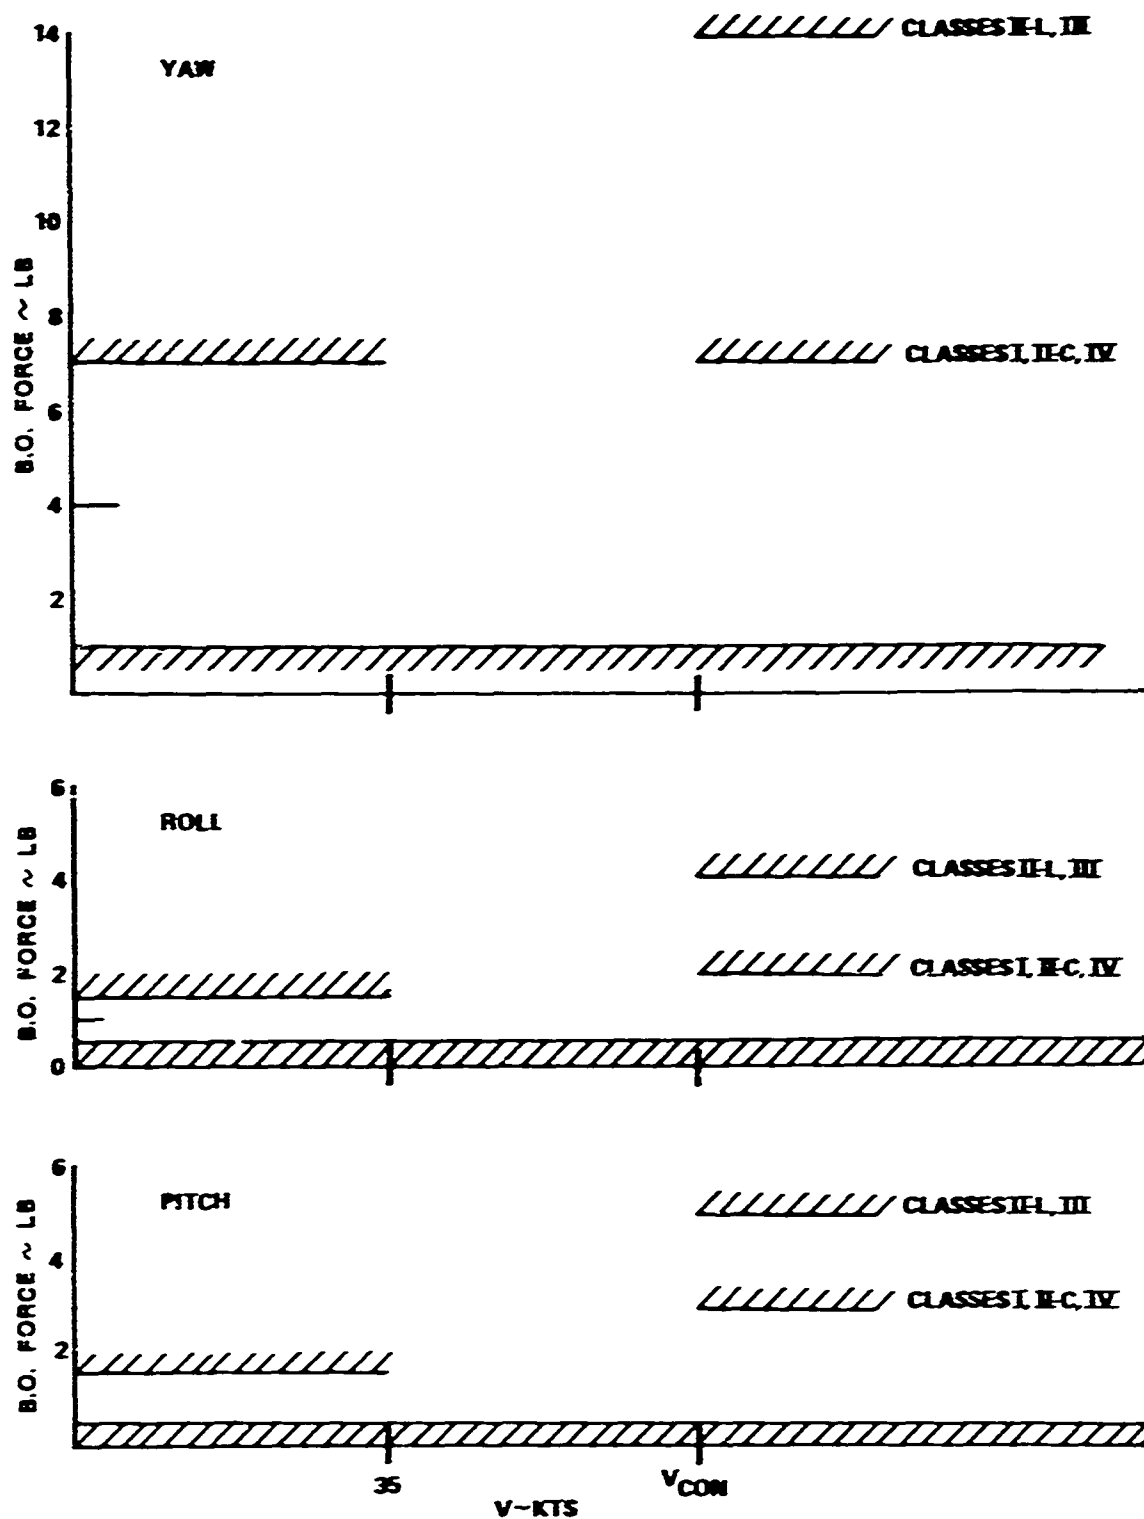 14
CLASSES II-L, III
YAW
12
10
B.O. FORCE ~ LB
8
CLASSES I, II-C, IV
6
4
2
6
ROLL
B.O. FORCE ~ LB
4
CLASSES II-L, III
2
CLASSES I, II-C, IV
0
6
PITCH
B.O. FORCE ~ LB
CLASSES II-L, III
4
CLASSES I, II-C, IV
2
35
VCON
V~KTS